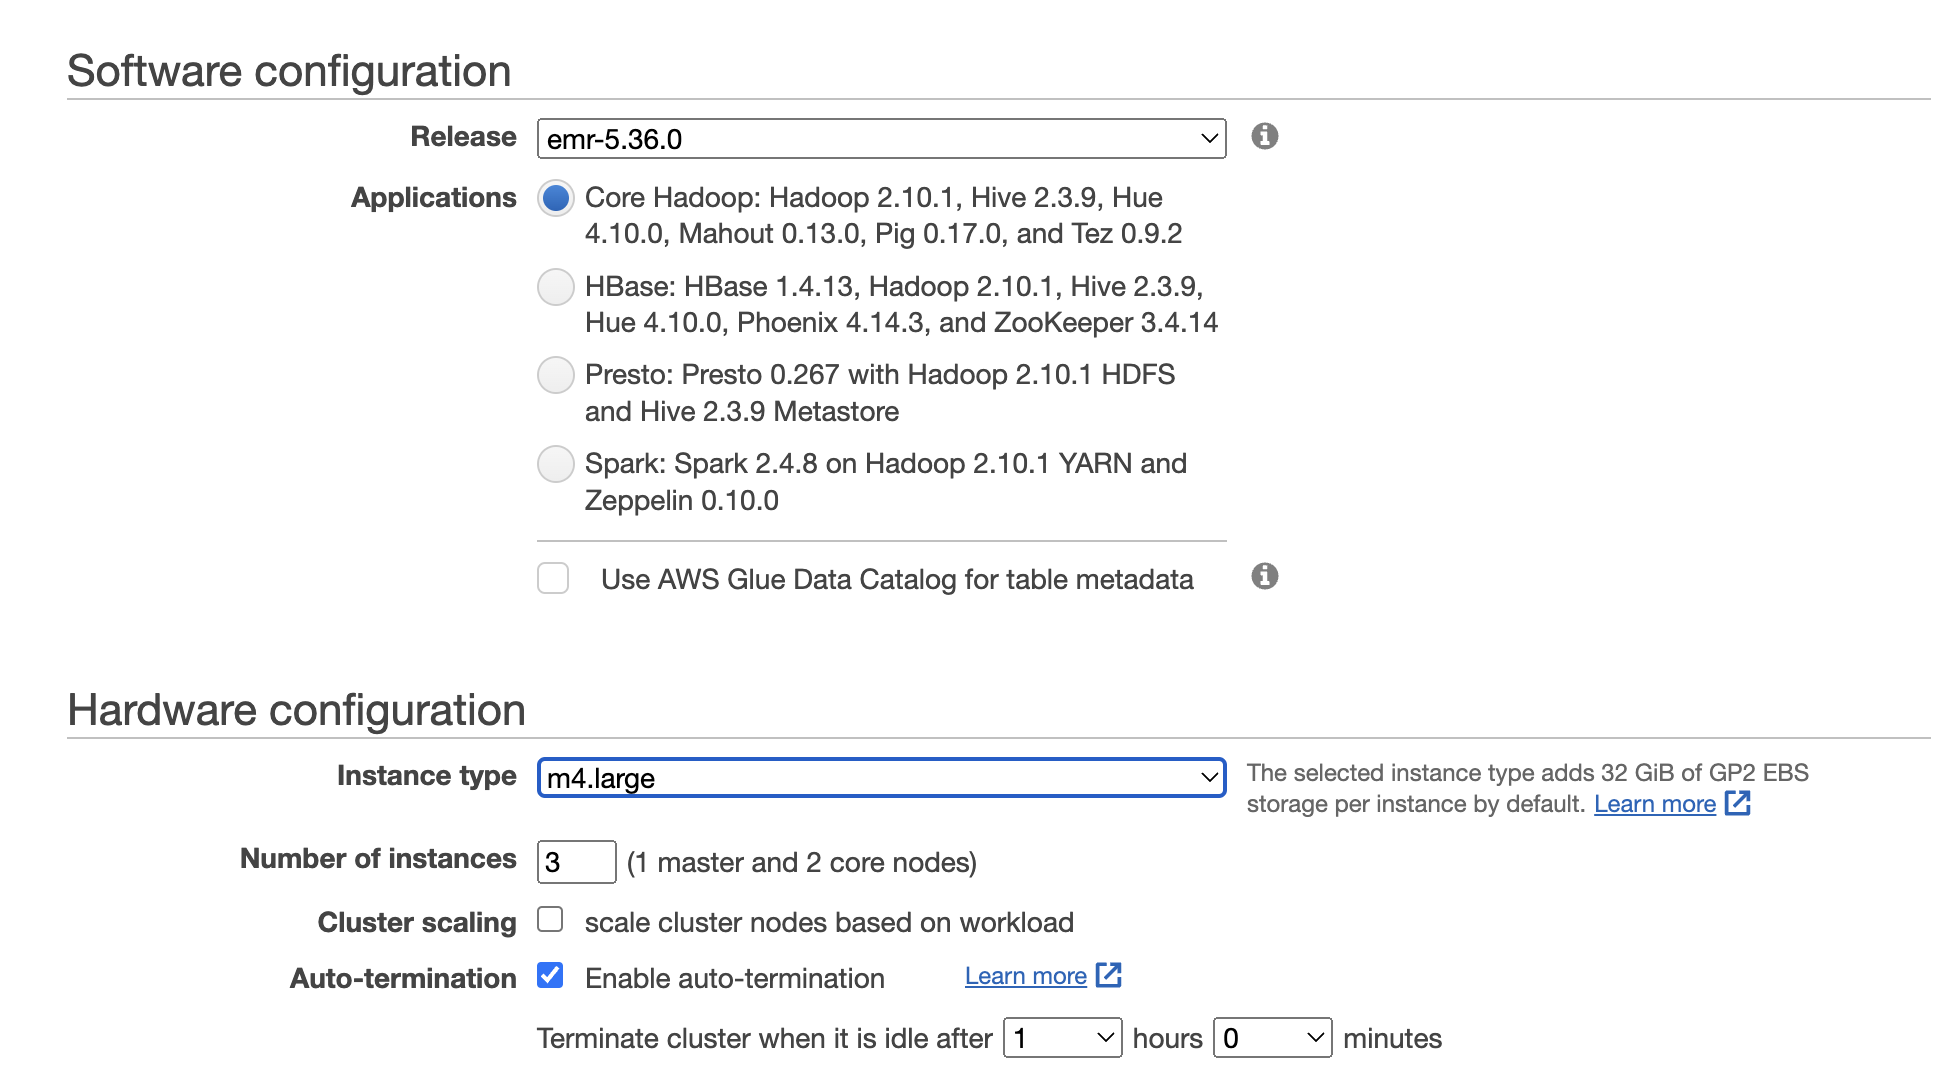 Software configuration
Release emr-5.36.0
Applications Core Hadoop: Hadoop 2.10.1, Hive 2.3.9, Hue
4.10.0, Mahout 0.13.0, Pig 0.17.0, and Tez 0.9.2
HBase: HBase 1.4.13, Hadoop 2.10.1, Hive 2.3.9,
Hue 4.10.0, Phoenix 4.14.3, and ZooKeeper 3.4.14
Presto: Presto 0.267 with Hadoop 2.10.1 HDFS
and Hive 2.3.9 Metastore
Spark: Spark 2.4.8 on Hadoop 2.10.1 YARN and
Zeppelin 0.10.0
Use AWS Glue Data Catalog for table metadata
Hardware configuration
Instance type m4.large
The selected instance type adds 32 GiB of GP2 EBS
storage per instance by default. Learn more
Number of instances 3 (1 master and 2 core nodes)
Cluster scaling scale cluster nodes based on workload
Auto-termination Enable auto-termination Learn more
Terminate cluster when it is idle after 1 hours 0 minutes